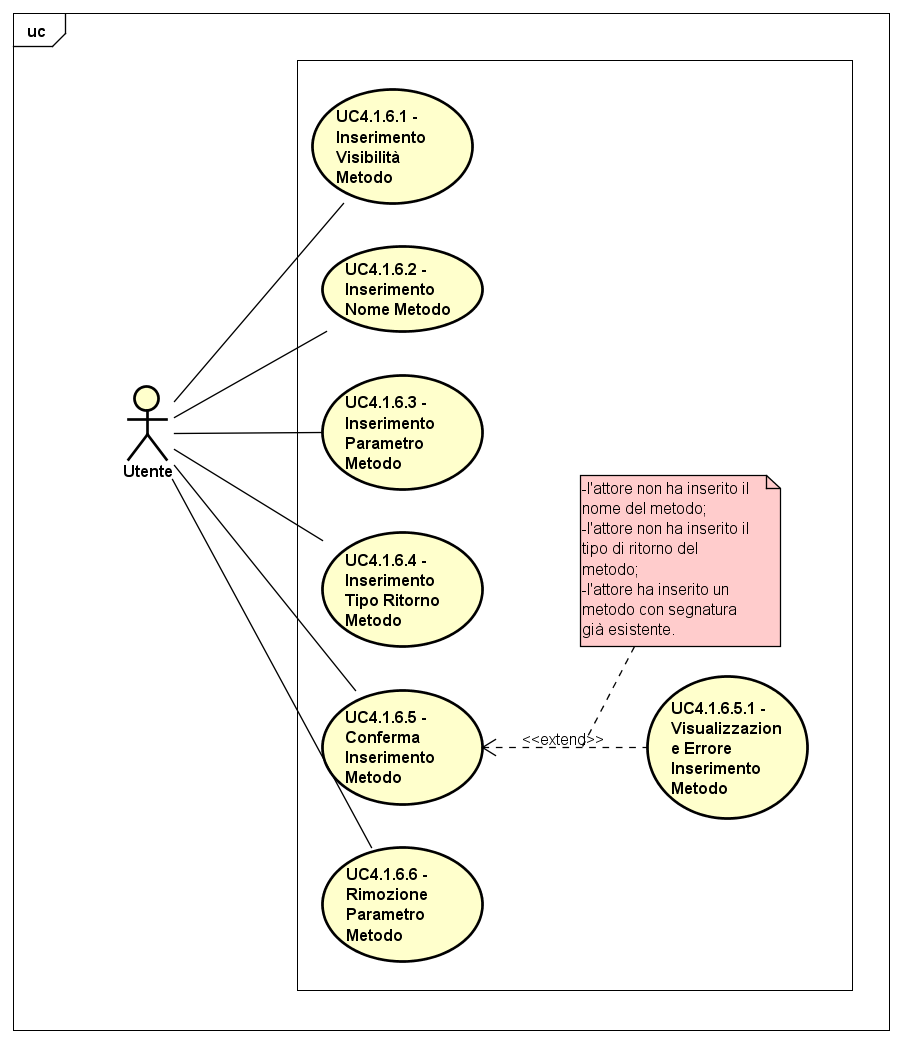 uc
UC4.1.6.1 -
Inserimento
Visibilità
Metodo
UC4.1.6.2 -
Inserimento
Nome Metodo
UC4.1.6.3 -
Inserimento
Parametro
Metodo
Utente
-l'attore non ha inserito il
nome del metodo;
-l'attore non ha inserito il
tipo di ritorno del
metodo;
-l'attore ha inserito un
metodo con segnatura
già esistente.
UC4.1.6.4 -
Inserimento
Tipo Ritorno
Metodo
UC4.1.6.5 -
Conferma
Inserimento
Metodo
<<extend>>
UC4.1.6.5.1 -
Visualizzazion
e Errore
Inserimento
Metodo
UC4.1.6.6 -
Rimozione
Parametro
Metodo